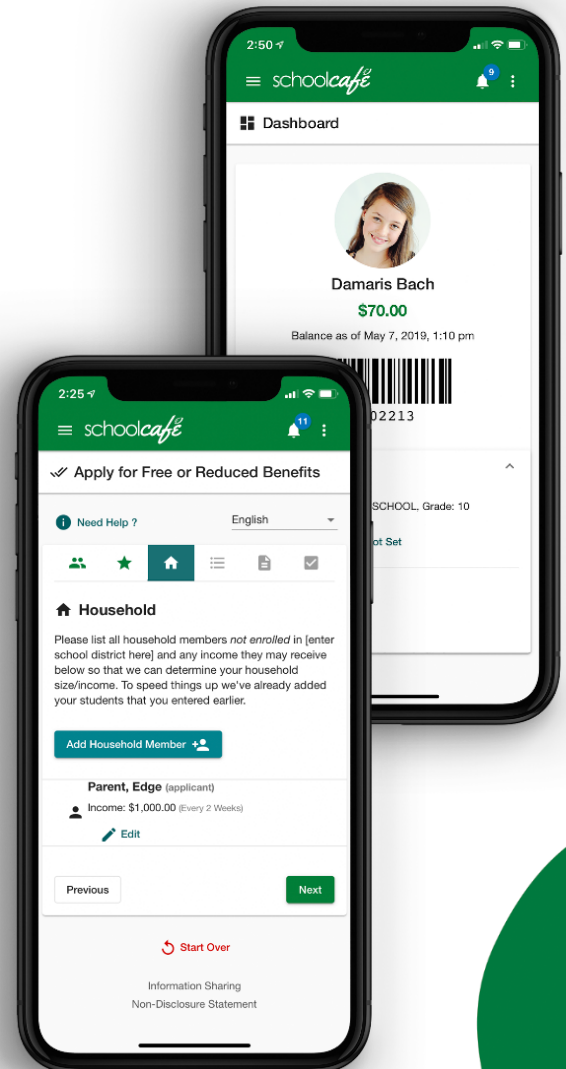 2:50
schoolcafé
9
Dashboard
Damaris Bach
$70.00
Balance as of May 7, 2019, 1:10 pm
02213
SCHOOL, Grade: 10
ot Set
2:25
schoolcafé
11
Apply for Free or Reduced Benefits
Need Help ?
English
Household
Please list all household members not enrolled in [enter
school district here] and any income they may receive
below so that we can determine your household
size/income. To speed things up we've already added
your students that you entered earlier.
Add Household Member
Parent, Edge (applicant)
Income: $1,000.00 (Every 2 Weeks)
Edit
Previous
Next
Start Over
Information Sharing
Non-Disclosure Statement